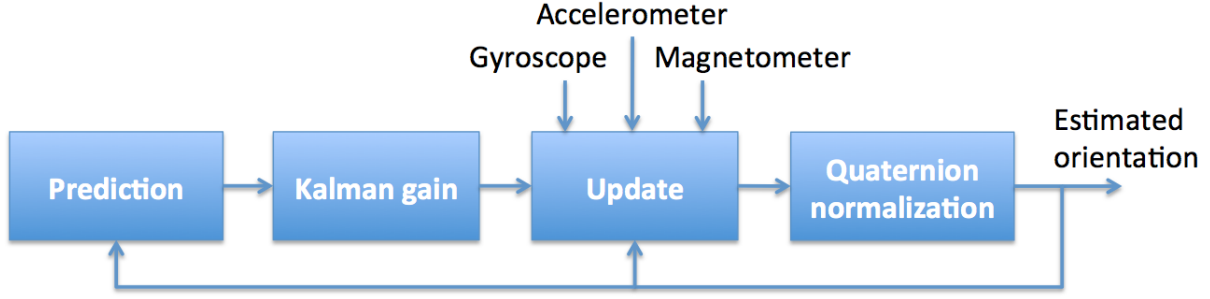 Accelerometer
Gyroscope
Magnetometer
Prediction
Kalman gain
Update
Quaternion
normalization
Estimated
orientation